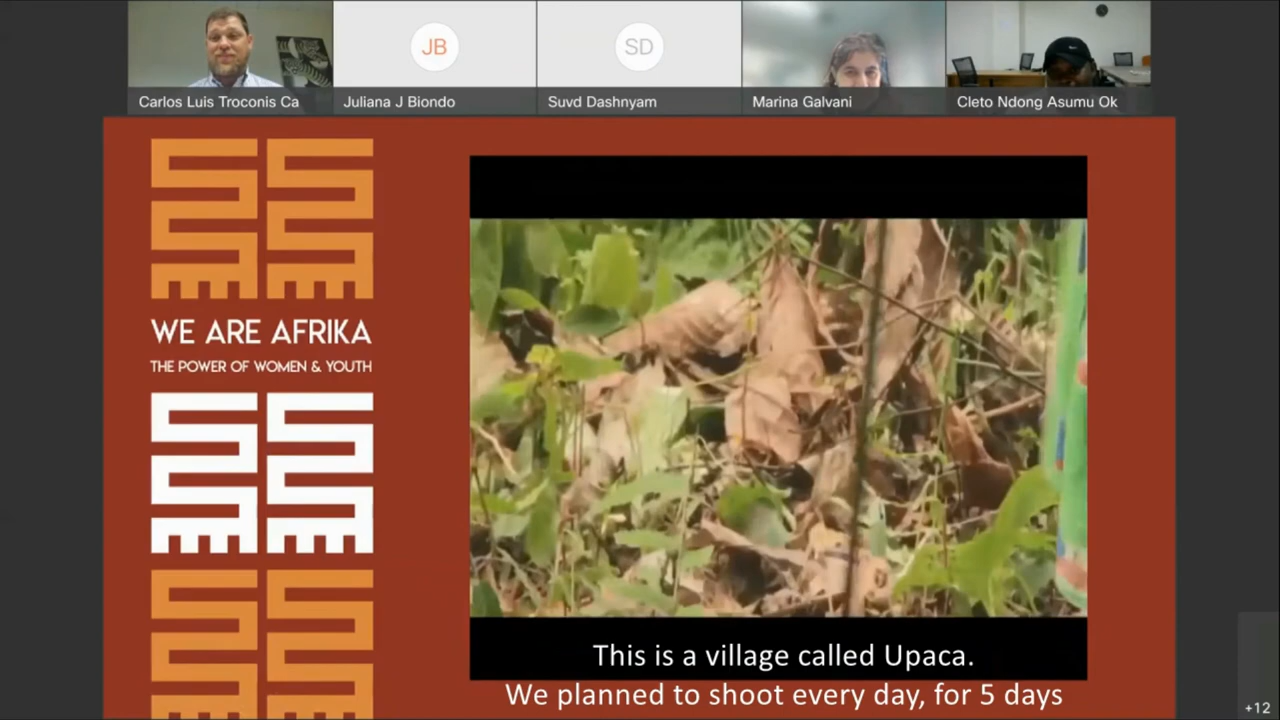 JB
SD
Carlos Luis Troconis Ca
Juliana J Biondo
Suvd Dashnyam
Marina Galvani
Cleto Ndong Asumu Ok
WE ARE AFRIKA
THE POWER OF WOMEN & YOUTH
This is a village called Upaca.
We planned to shoot every day, for 5 days
+12